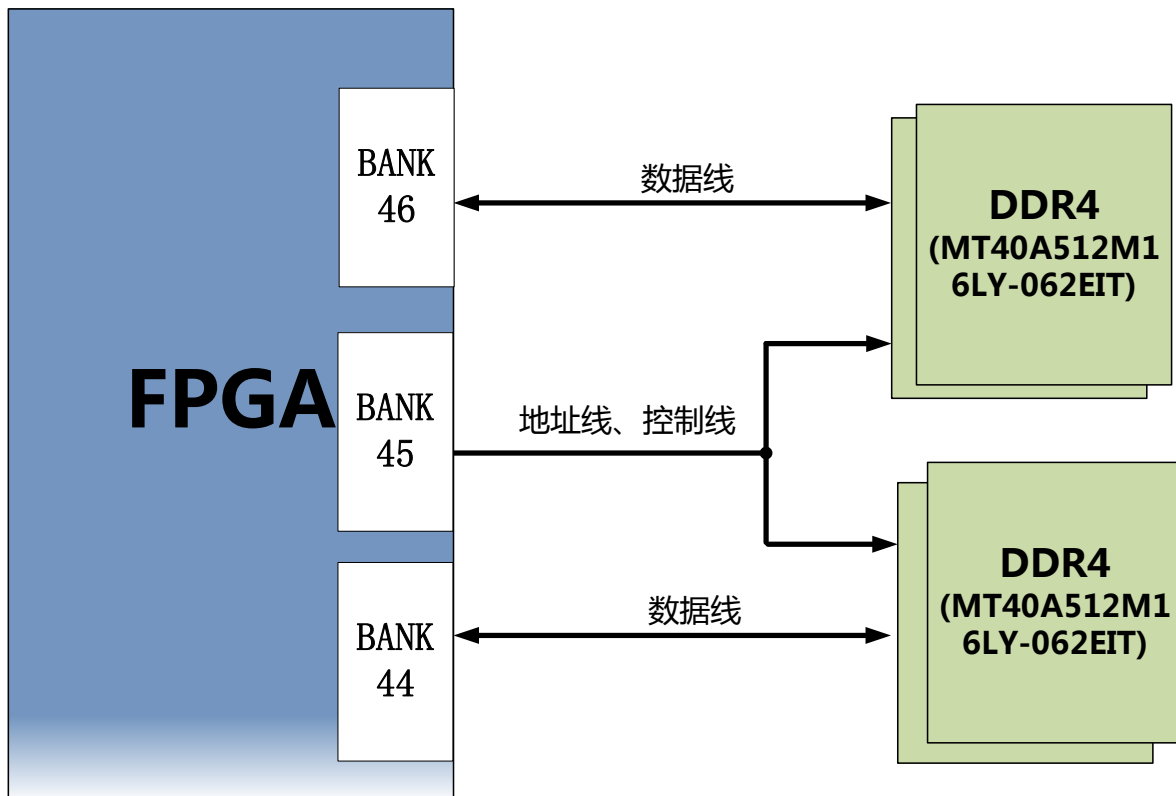 FPGA
BANK
46
数据线
DDR4
(MT40A512M1
6LY-062EIT)
BANK
45
地址线、控制线
BANK
44
数据线
DDR4
(MT40A512M1
6LY-062EIT)